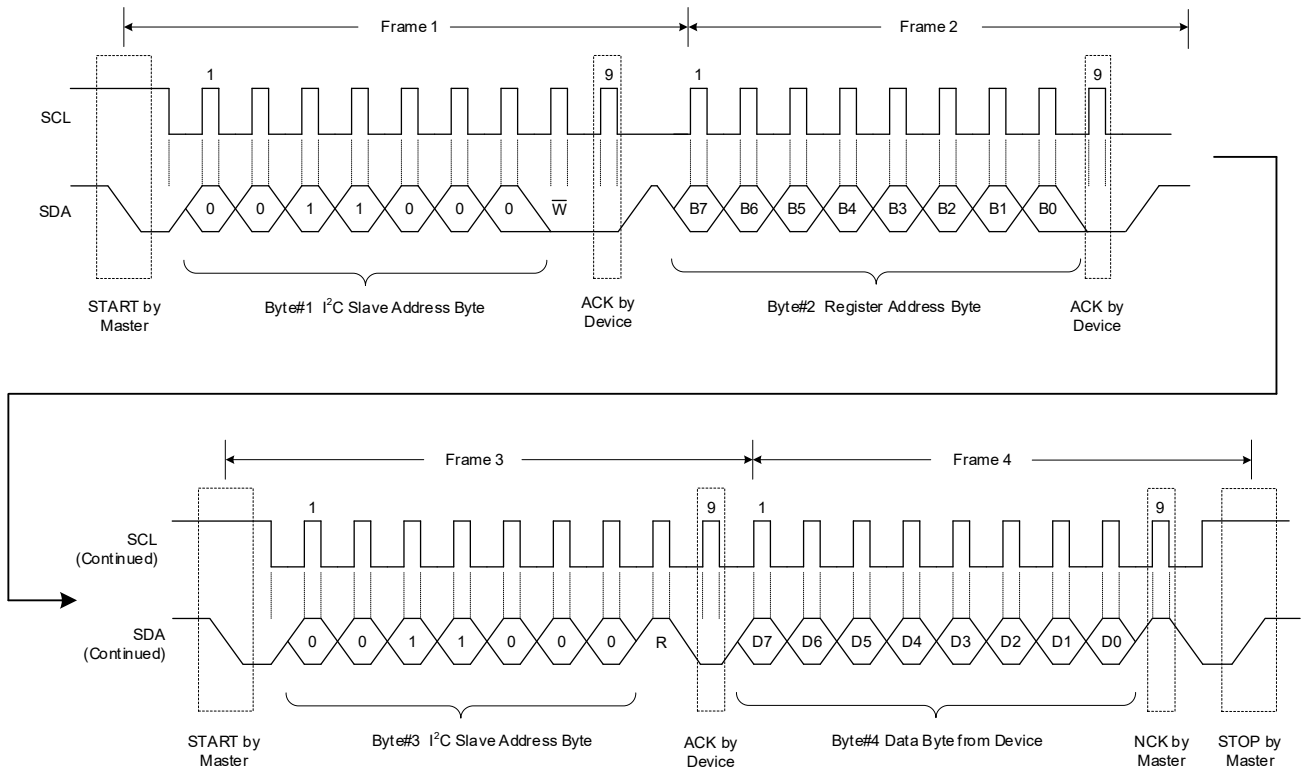 Frame 1 Frame 2
1 9 1 9
SCL
SDA 0 0 1 1 0 0 0 W̅ B7 B6 B5 B4 B3 B2 B1 B0
START by
Master
Byte#1 I²C Slave Address Byte
ACK by
Device
Byte#2 Register Address Byte
ACK by
Device
Frame 3 Frame 4
1 9 1 9
SCL
(Continued)
SDA
(Continued)
0 0 1 1 0 0 0 R D7 D6 D5 D4 D3 D2 D1 D0
START by
Master
Byte#3 I²C Slave Address Byte
ACK by
Device
Byte#4 Data Byte from Device
NCK by
Master
STOP by
Master